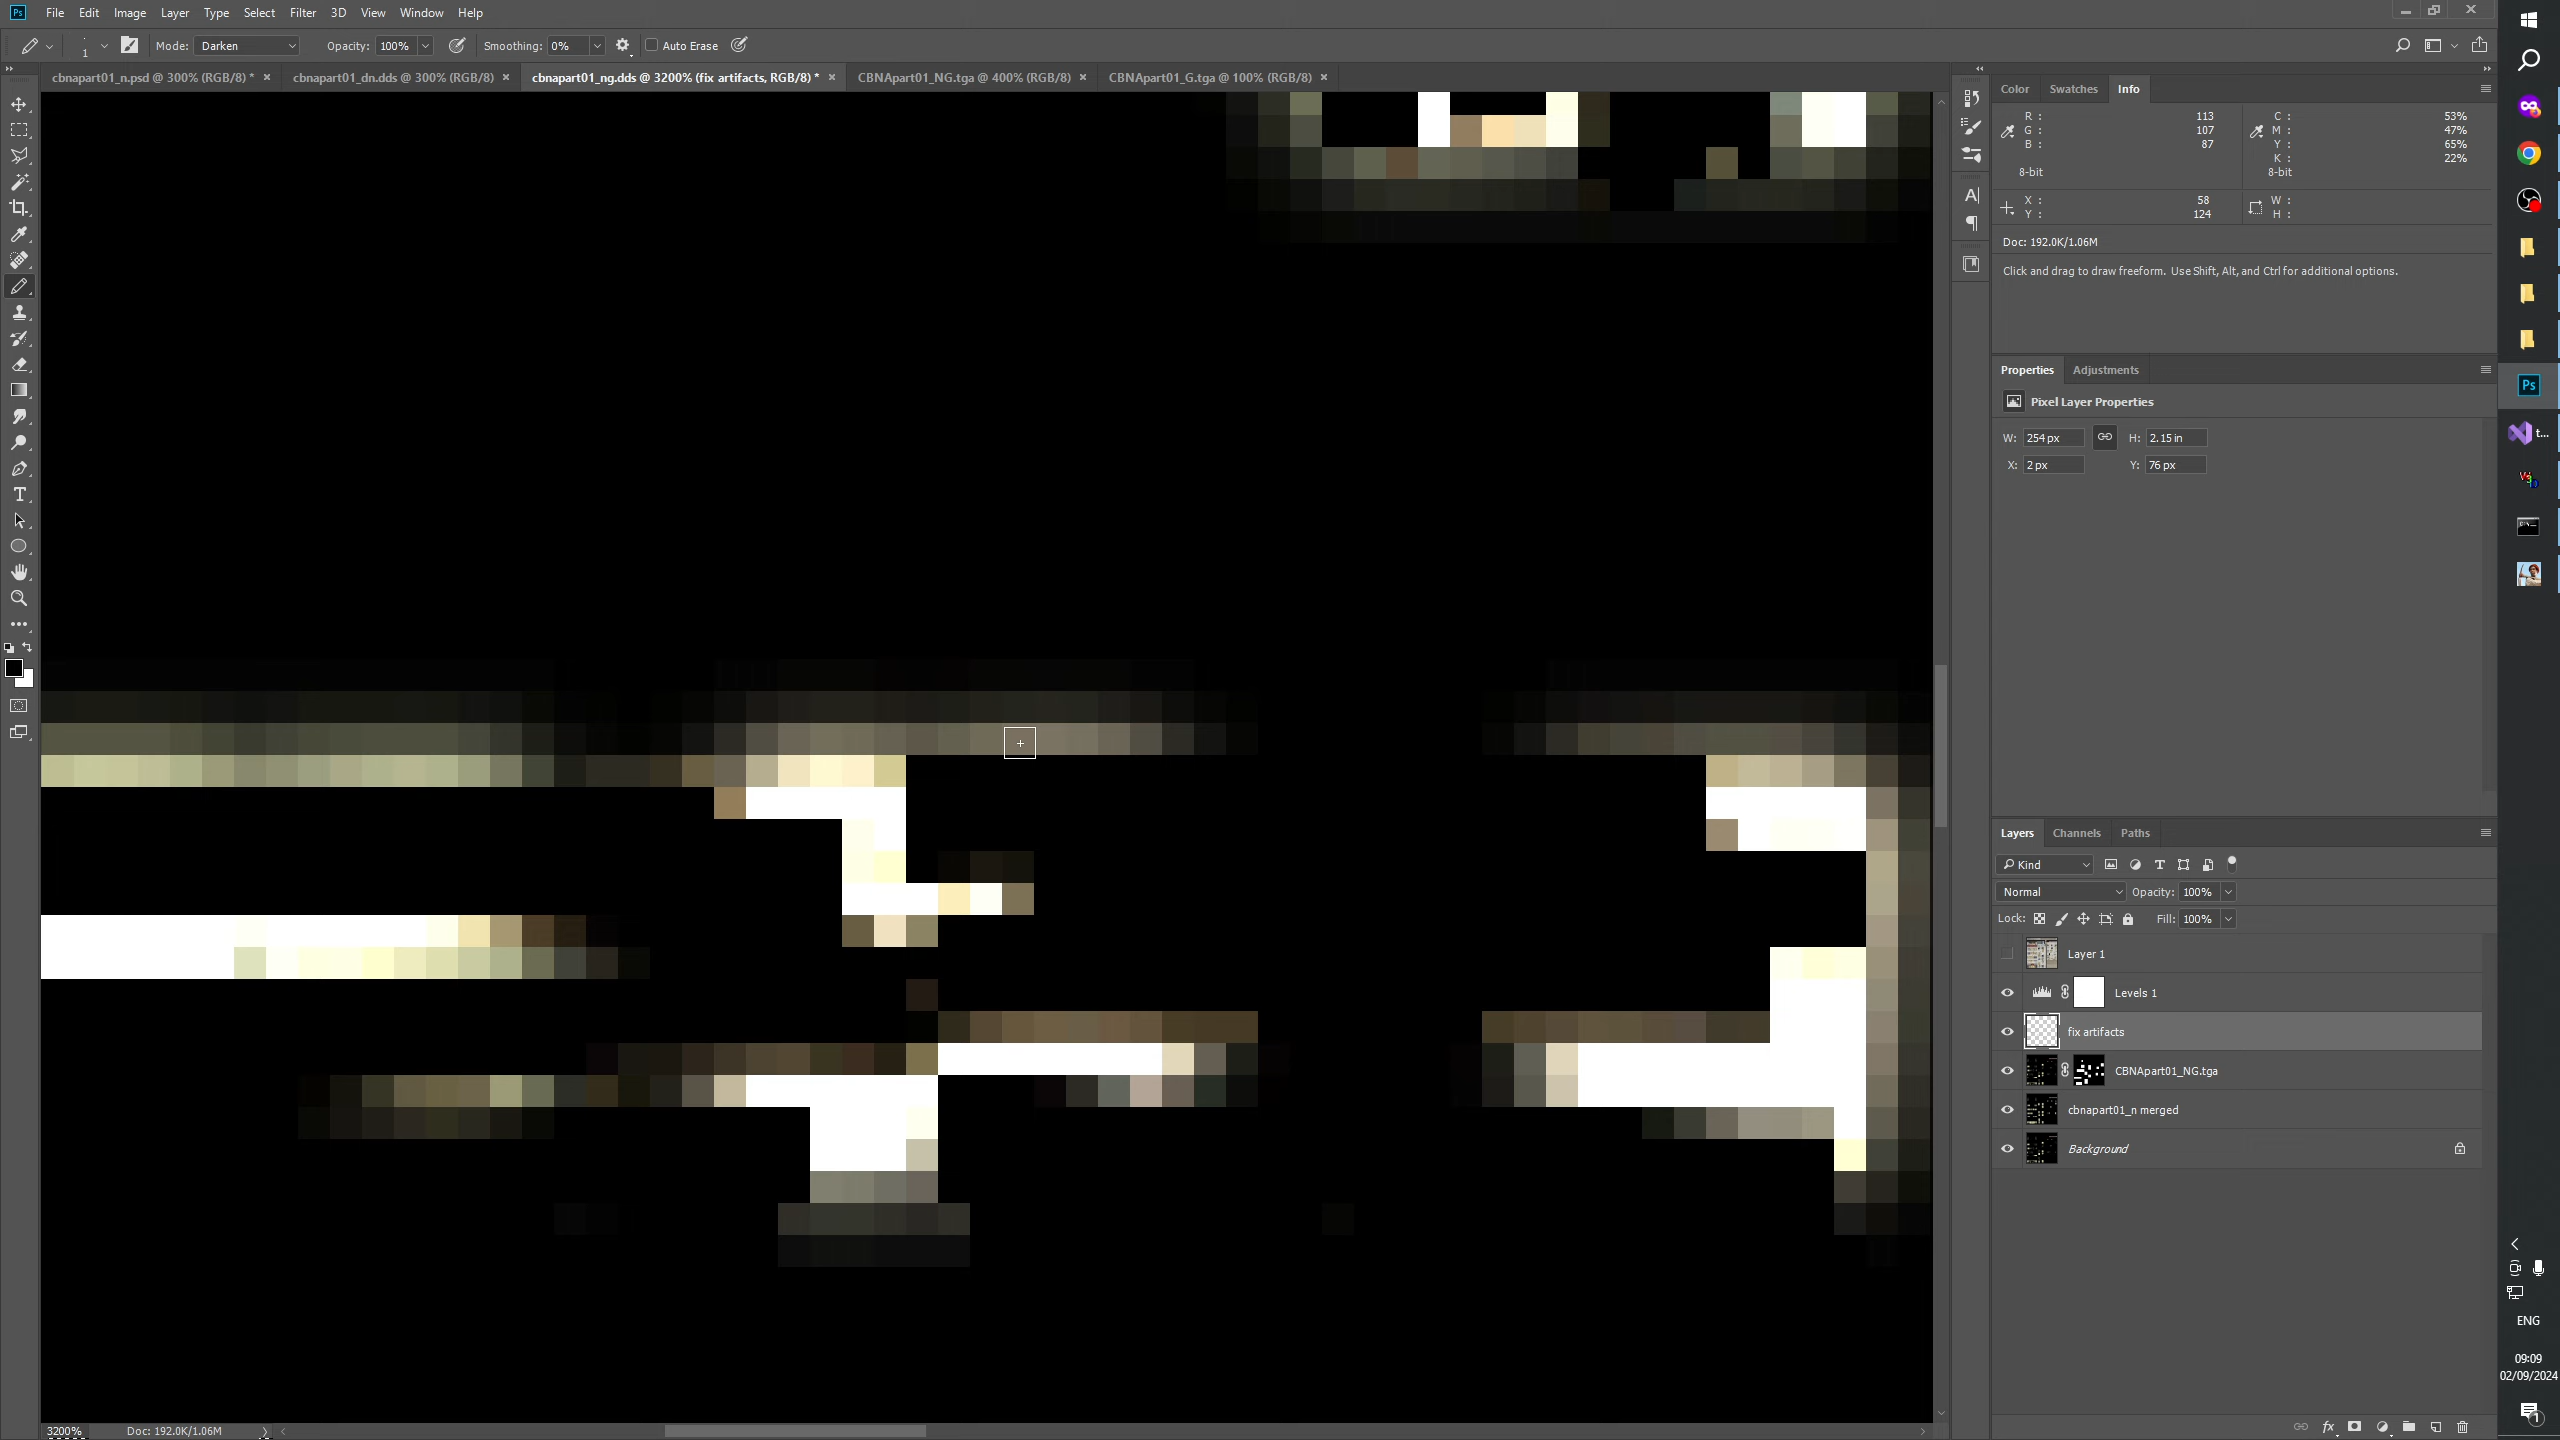 Ps File Edit Image Layer Type Select Filter 3D View Window Help
1 Mode: Darken Opacity: 100% Smoothing: 0% Auto Erase
cbnapart01_n.psd @ 300% (RGB/8) * × cbnapart01_dn.dds @ 300% (RGB/8) × cbnapart01_ng.dds @ 3200% (fix artifacts, RGB/8) * × CBNApart01_NG.tga @ 400% (RGB/8) × CBNApart01_G.tga @ 100% (RGB/8) ×
Color Swatches Info
R : 113 C : 53%
G : 107 M : 47%
B : 87 Y : 65%
K : 22%
8-bit 8-bit
X : 58 W :
Y : 124 H :
Doc: 192.0K/1.06M
Click and drag to draw freeform. Use Shift, Alt, and Ctrl for additional options.
Properties Adjustments
Pixel Layer Properties
W: 254 px H: 2.15 in
X: 2 px Y: 76 px
Layers Channels Paths
Kind
Normal Opacity: 100%
Lock: Fill: 100%
Layer 1
Levels 1
fix artifacts
CBNApart01_NG.tga
cbnapart01_n merged
Background
fx
3200% Doc: 192.0K/1.06M
Ps
t...
ENG
09:09
02/09/2024
1